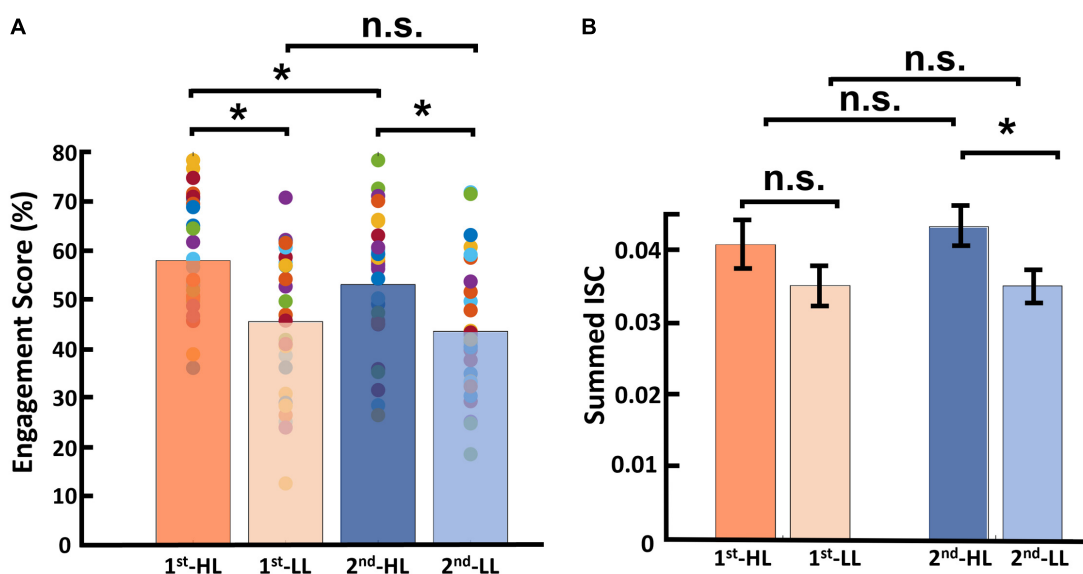 A
n.s.
*
*
*
Engagement Score (%)
80
70
60
50
40
30
20
10
0
1st-HL
1st-LL
2nd-HL
2nd-LL
B
n.s.
n.s.
n.s.
*
Summed ISC
0.04
0.03
0.02
0.01
0
1st-HL
1st-LL
2nd-HL
2nd-LL